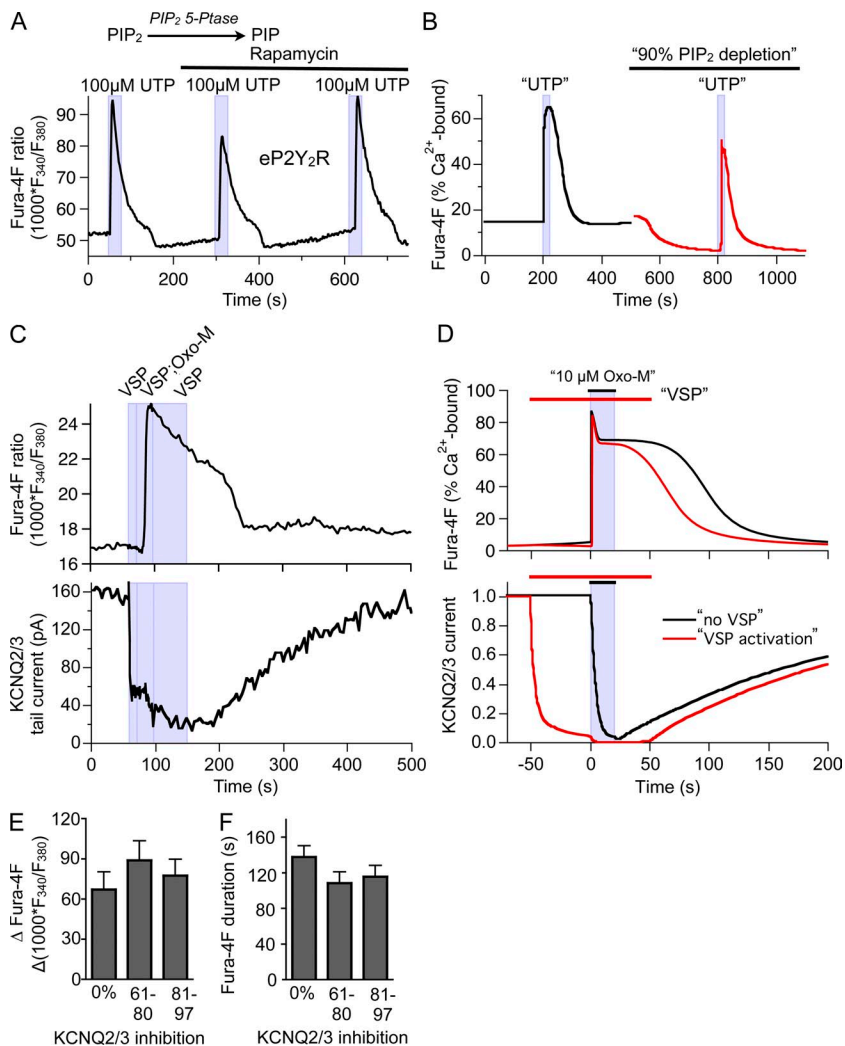 A
PIP₂ 5-Ptase
PIP₂ PIP
Rapamycin
100µM UTP 100µM UTP 100µM UTP
eP2Y₂R
Fura-4F ratio
(1000*F₃₄₀/F₃₈₀)
90
80
70
60
50
0 200 400 600
Time (s)
B
"90% PIP₂ depletion"
"UTP" "UTP"
Fura-4F (% Ca²⁺-bound)
60
40
20
0
0 200 400 600 800 1000
Time (s)
C
VSP VSP;Oxo-M VSP
Fura-4F ratio
(1000*F₃₄₀/F₃₈₀)
24
22
20
18
16
KCNQ2/3
tail current (pA)
160
120
80
40
0
0 100 200 300 400 500
Time (s)
D
"10 µM Oxo-M"
"VSP"
Fura-4F (% Ca²⁺-bound)
100
80
60
40
20
0
"no VSP"
"VSP activation"
KCNQ2/3 current
1.0
0.8
0.6
0.4
0.2
0.0
-50 0 50 100 150 200
Time (s)
E
Δ Fura-4F
Δ(1000*F₃₄₀/F₃₈₀)
120
90
60
30
0
0% 61-80 81-97
KCNQ2/3 inhibition
F
Fura-4F duration (s)
160
120
80
40
0
0% 61-80 81-97
KCNQ2/3 inhibition